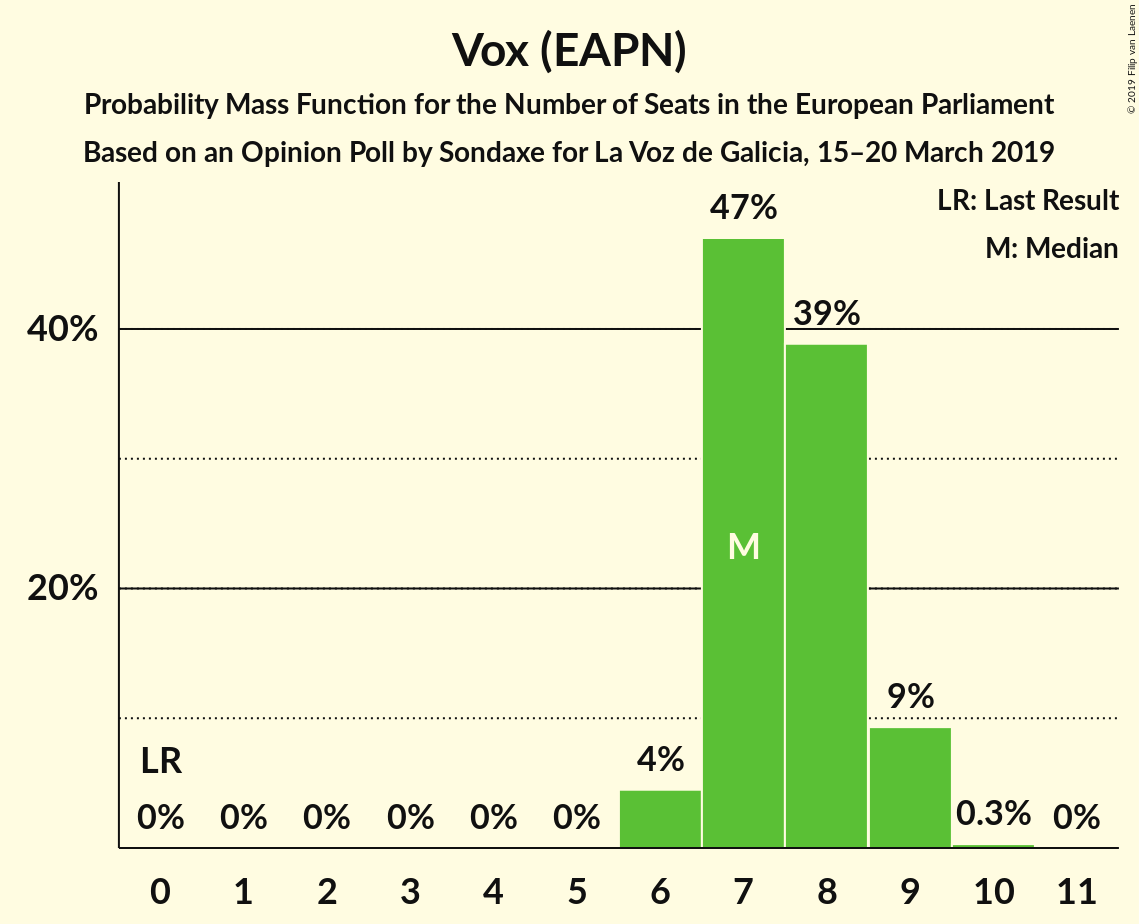 Vox (EAPN)
Probability Mass Function for the Number of Seats in the European Parliament
Based on an Opinion Poll by Sondaxe for La Voz de Galicia, 15–20 March 2019
© 2019 Filip van Laenen
LR: Last Result
M: Median
47%
39%
40%
M
20%
9%
LR
4%
0% 0% 0% 0% 0% 0% 0.3% 0%
0 1 2 3 4 5 6 7 8 9 10 11